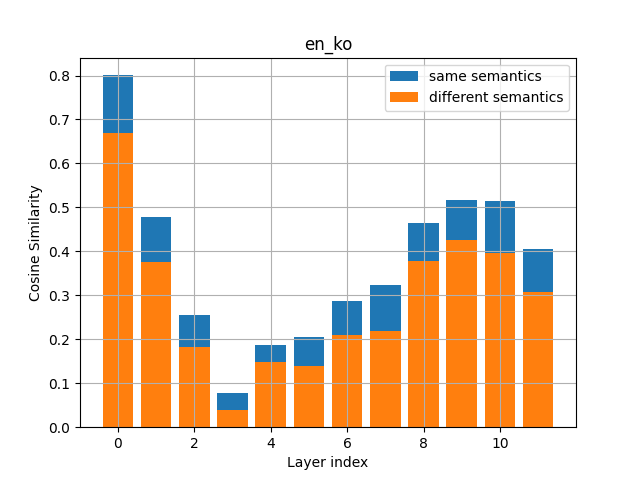 en_ko
same semantics
different semantics
Cosine Similarity
0.8
0.7
0.6
0.5
0.4
0.3
0.2
0.1
0.0
0 2 4 6 8 10
Layer index